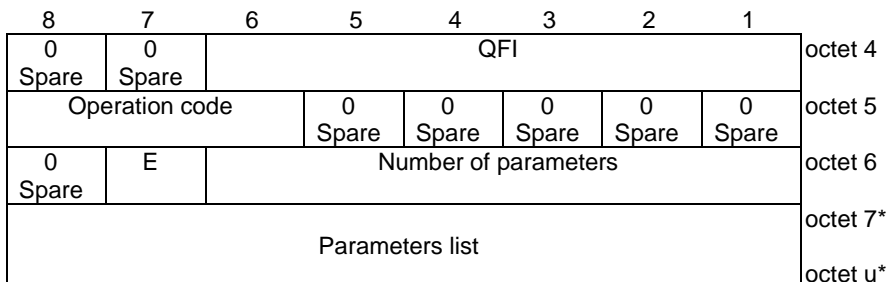 8 7 6 5 4 3 2 1
0 0 QFI octet 4
Spare Spare
Operation code 0 0 0 0 0 octet 5
Spare Spare Spare Spare Spare
0 E Number of parameters octet 6
Spare
octet 7*
Parameters list
octet u*